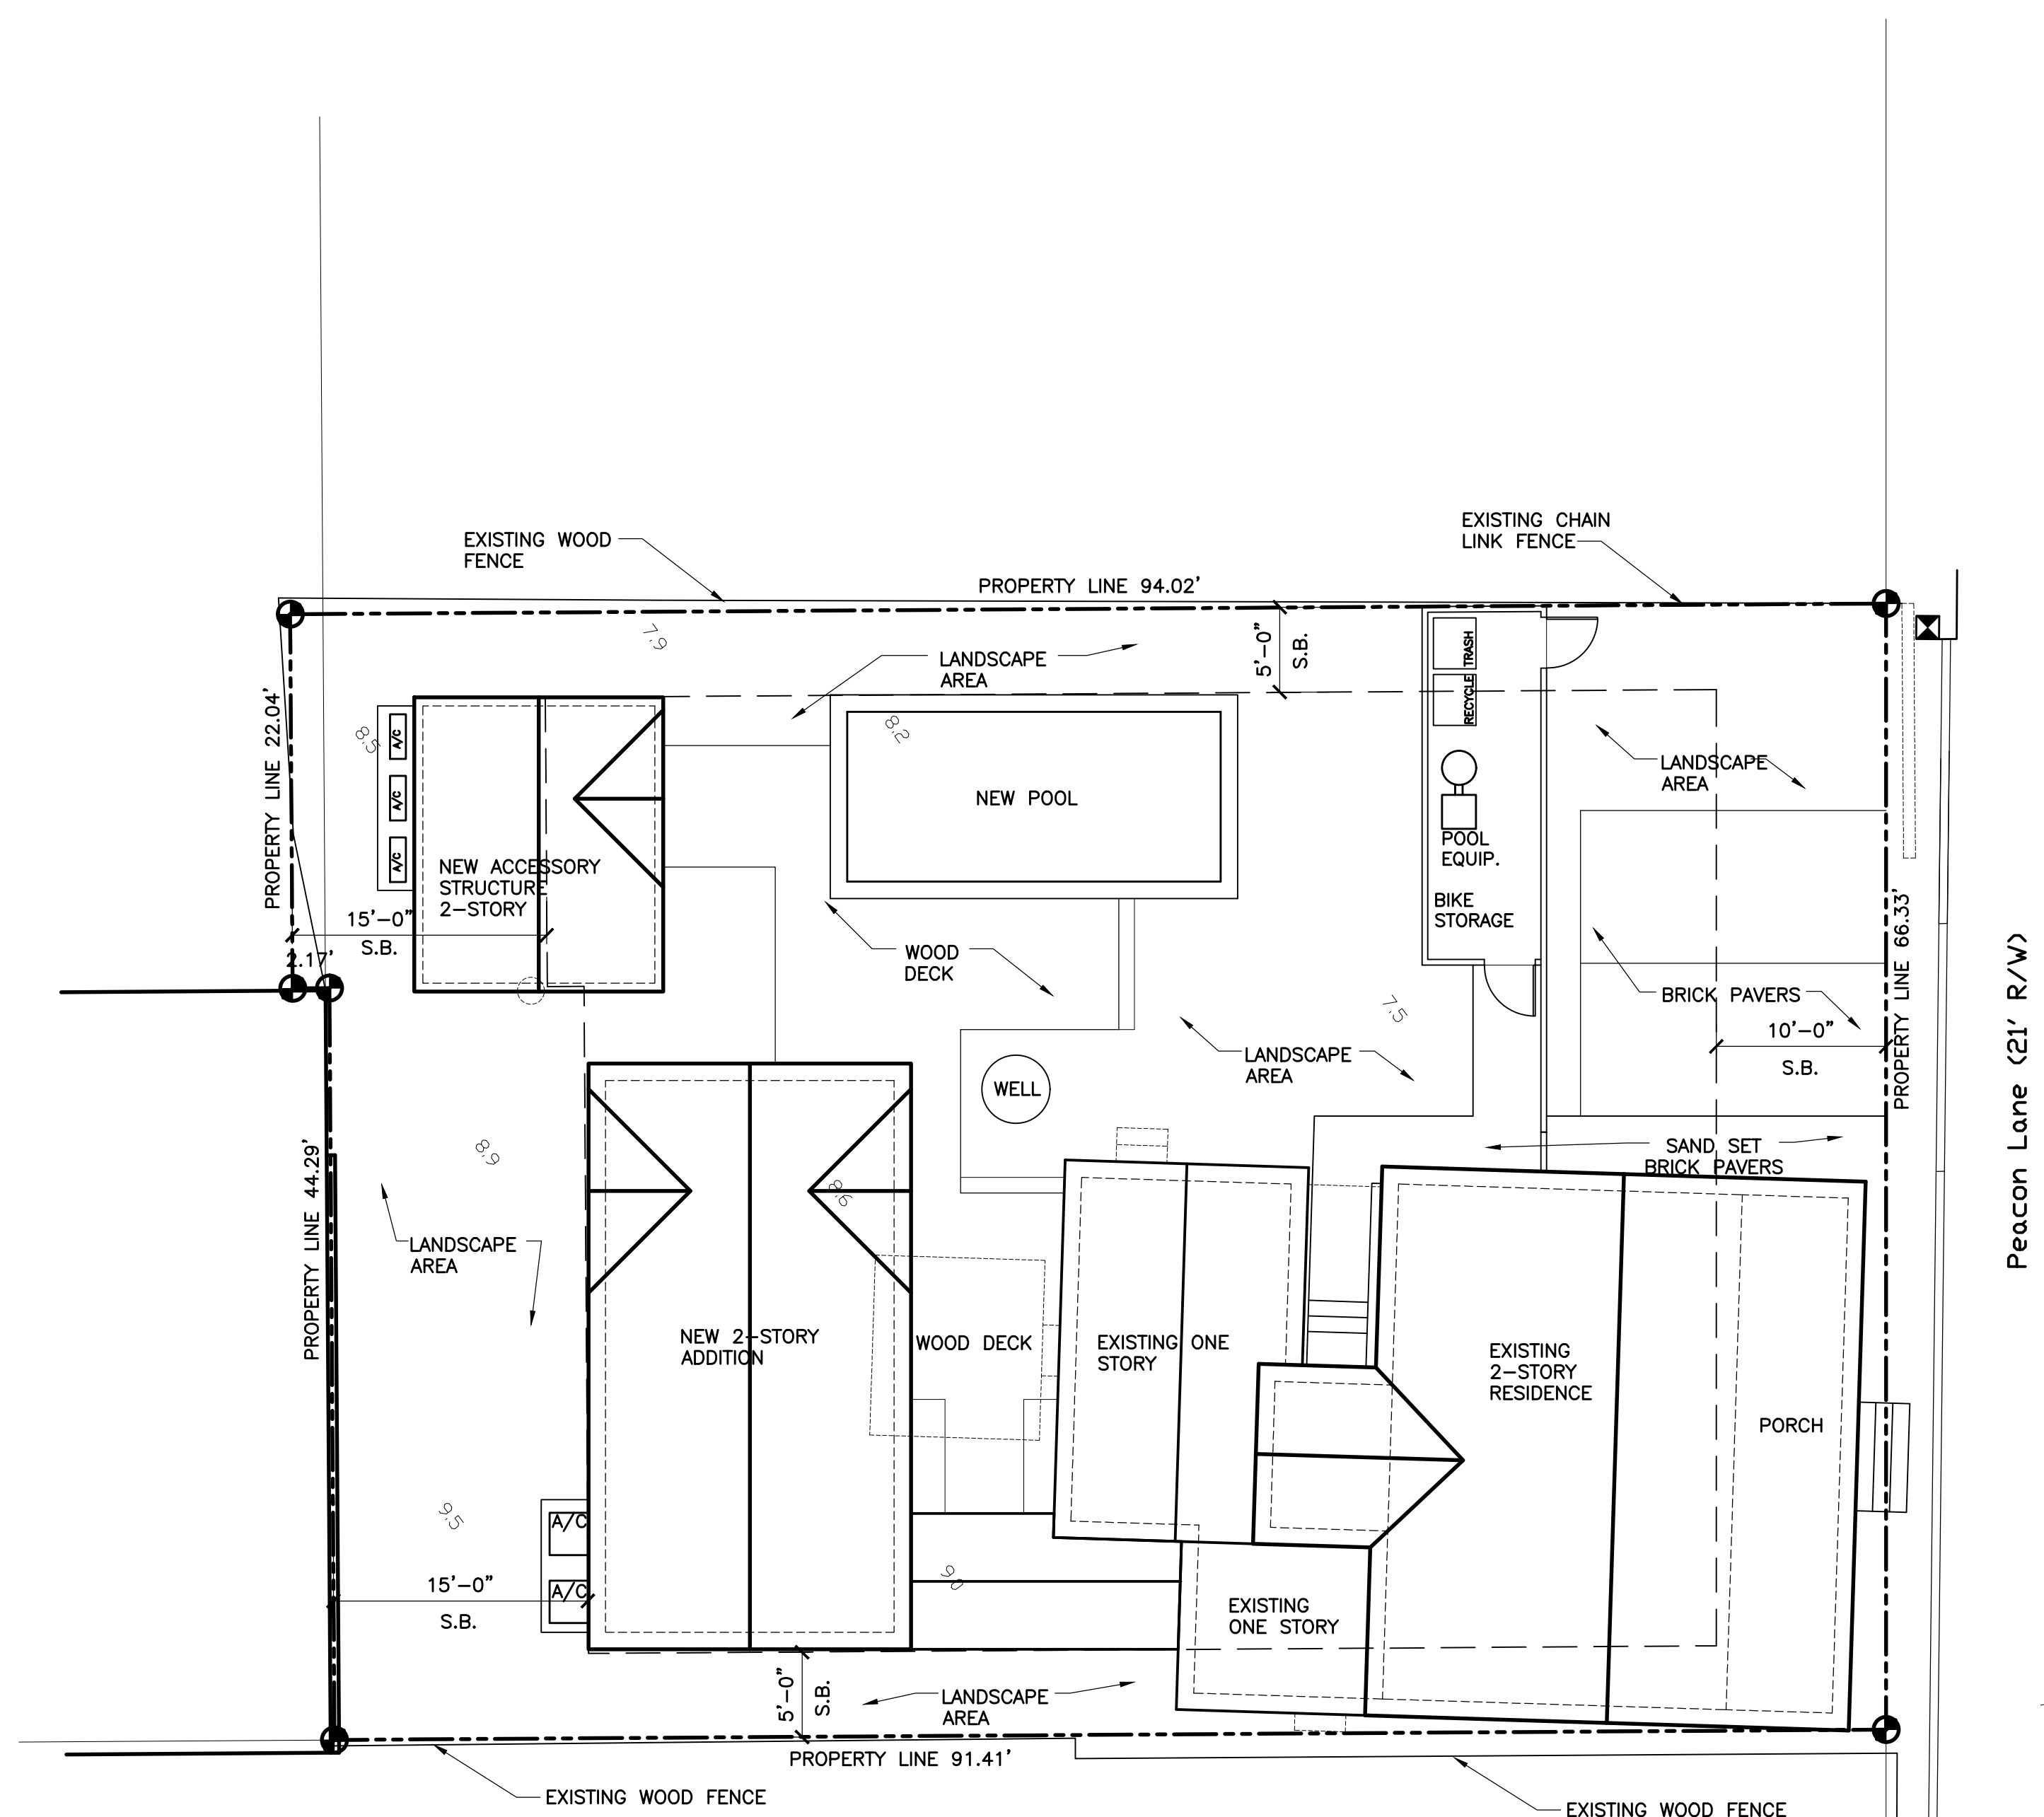 EXISTING CHAIN
LINK FENCE
EXISTING WOOD
FENCE
PROPERTY LINE 94.02'
7.9
5'-0"
S.B.
TRASH
RECYCLE
LANDSCAPE
AREA
PROPERTY LINE 22.04'
8.5
A/C
A/C
A/C
8.2
NEW POOL
LANDSCAPE
AREA
POOL
EQUIP.
BIKE
STORAGE
NEW ACCESSORY
STRUCTURE
2-STORY
15'-0"
S.B.
2.17'
WOOD
DECK
PROPERTY LINE 66.33'
Peacon Lane (21' R/W)
BRICK PAVERS
7.5
10'-0"
S.B.
LANDSCAPE
AREA
WELL
SAND SET
BRICK PAVERS
PROPERTY LINE 44.29'
8.9
8.6
LANDSCAPE
AREA
NEW 2-STORY
ADDITION
WOOD DECK
EXISTING ONE
STORY
EXISTING
2-STORY
RESIDENCE
PORCH
9.5
A/C
A/C
9.0
15'-0"
S.B.
EXISTING
ONE STORY
5'-0"
S.B.
LANDSCAPE
AREA
PROPERTY LINE 91.41'
EXISTING WOOD FENCE
EXISTING WOOD FENCE